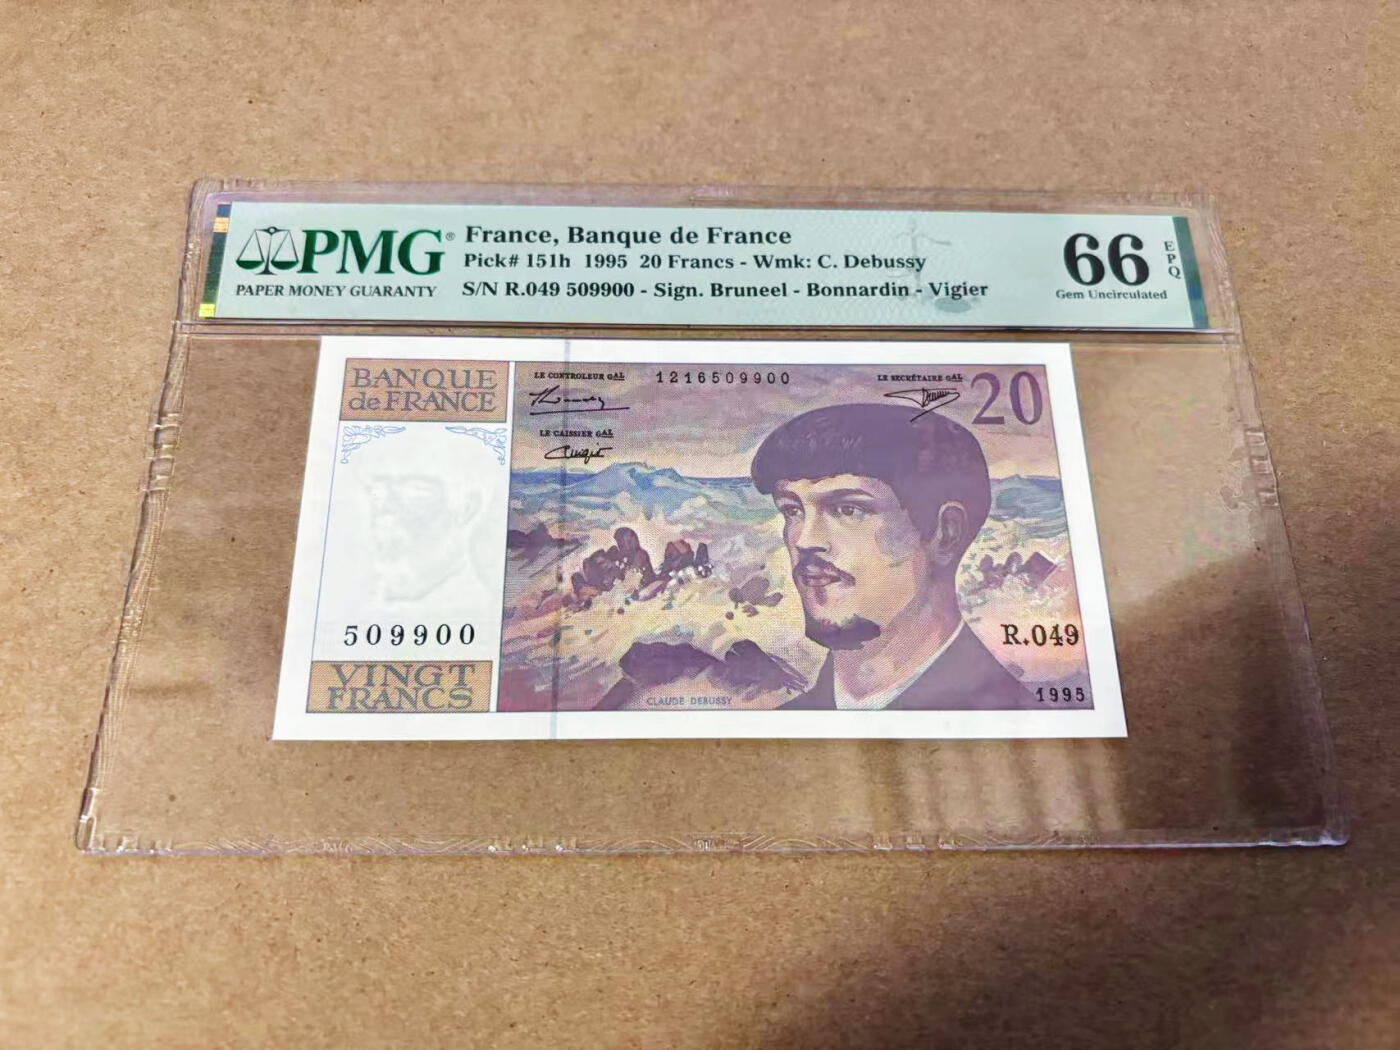 PMG®
PAPER MONEY GUARANTY
France, Banque de France
Pick# 151h 1995 20 Francs - Wmk: C. Debussy
S/N R.049 509900 - Sign. Bruneel - Bonnardin - Vigier
66
EPQ
Gem Uncirculated
BANQUE
de FRANCE
LE CONTROLEUR GAL
1216509900
LE SECRÉTAIRE GAL
20
LE CAISSIER GAL
509900
R.049
VINGT
FRANCS
CLAUDE DEBUSSY
1995